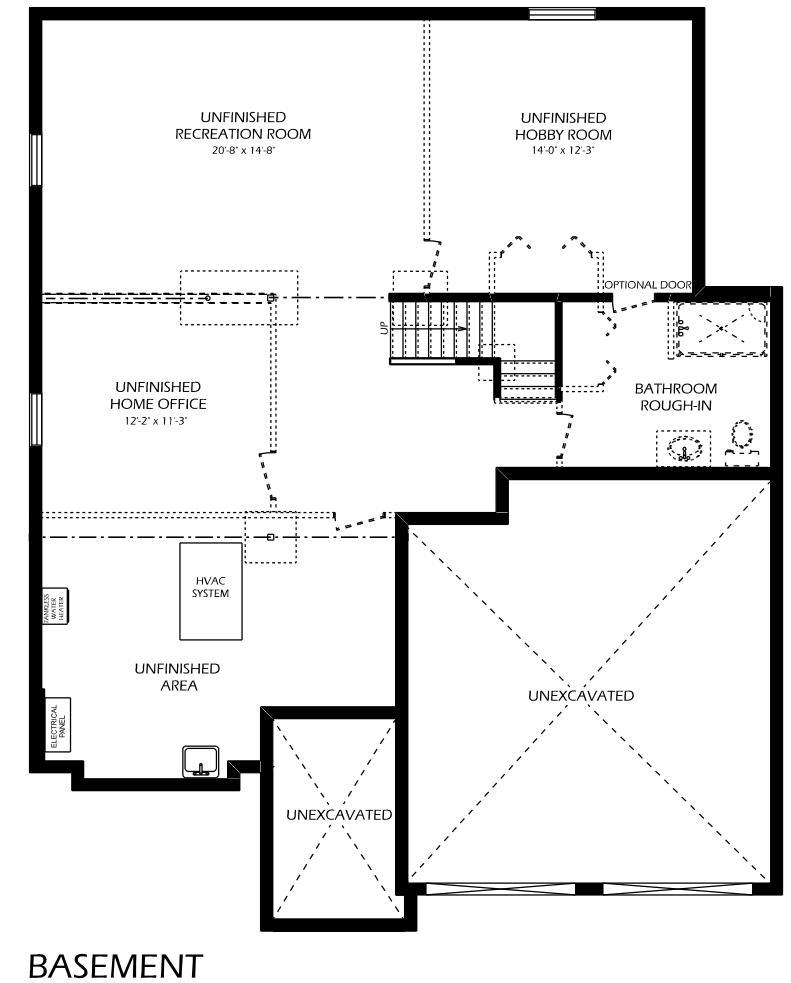 UNFINISHED
RECREATION ROOM
20'-8" x 14'-8"
UNFINISHED
HOBBY ROOM
14'-0" x 12'-3"
OPTIONAL DOOR
UP
UNFINISHED
HOME OFFICE
12'-2" x 11'-3"
BATHROOM
ROUGH-IN
HVAC
SYSTEM
TANKLESS
WATER
HEATER
UNFINISHED
AREA
ELECTRICAL
PANEL
UNEXCAVATED
UNEXCAVATED
BASEMENT